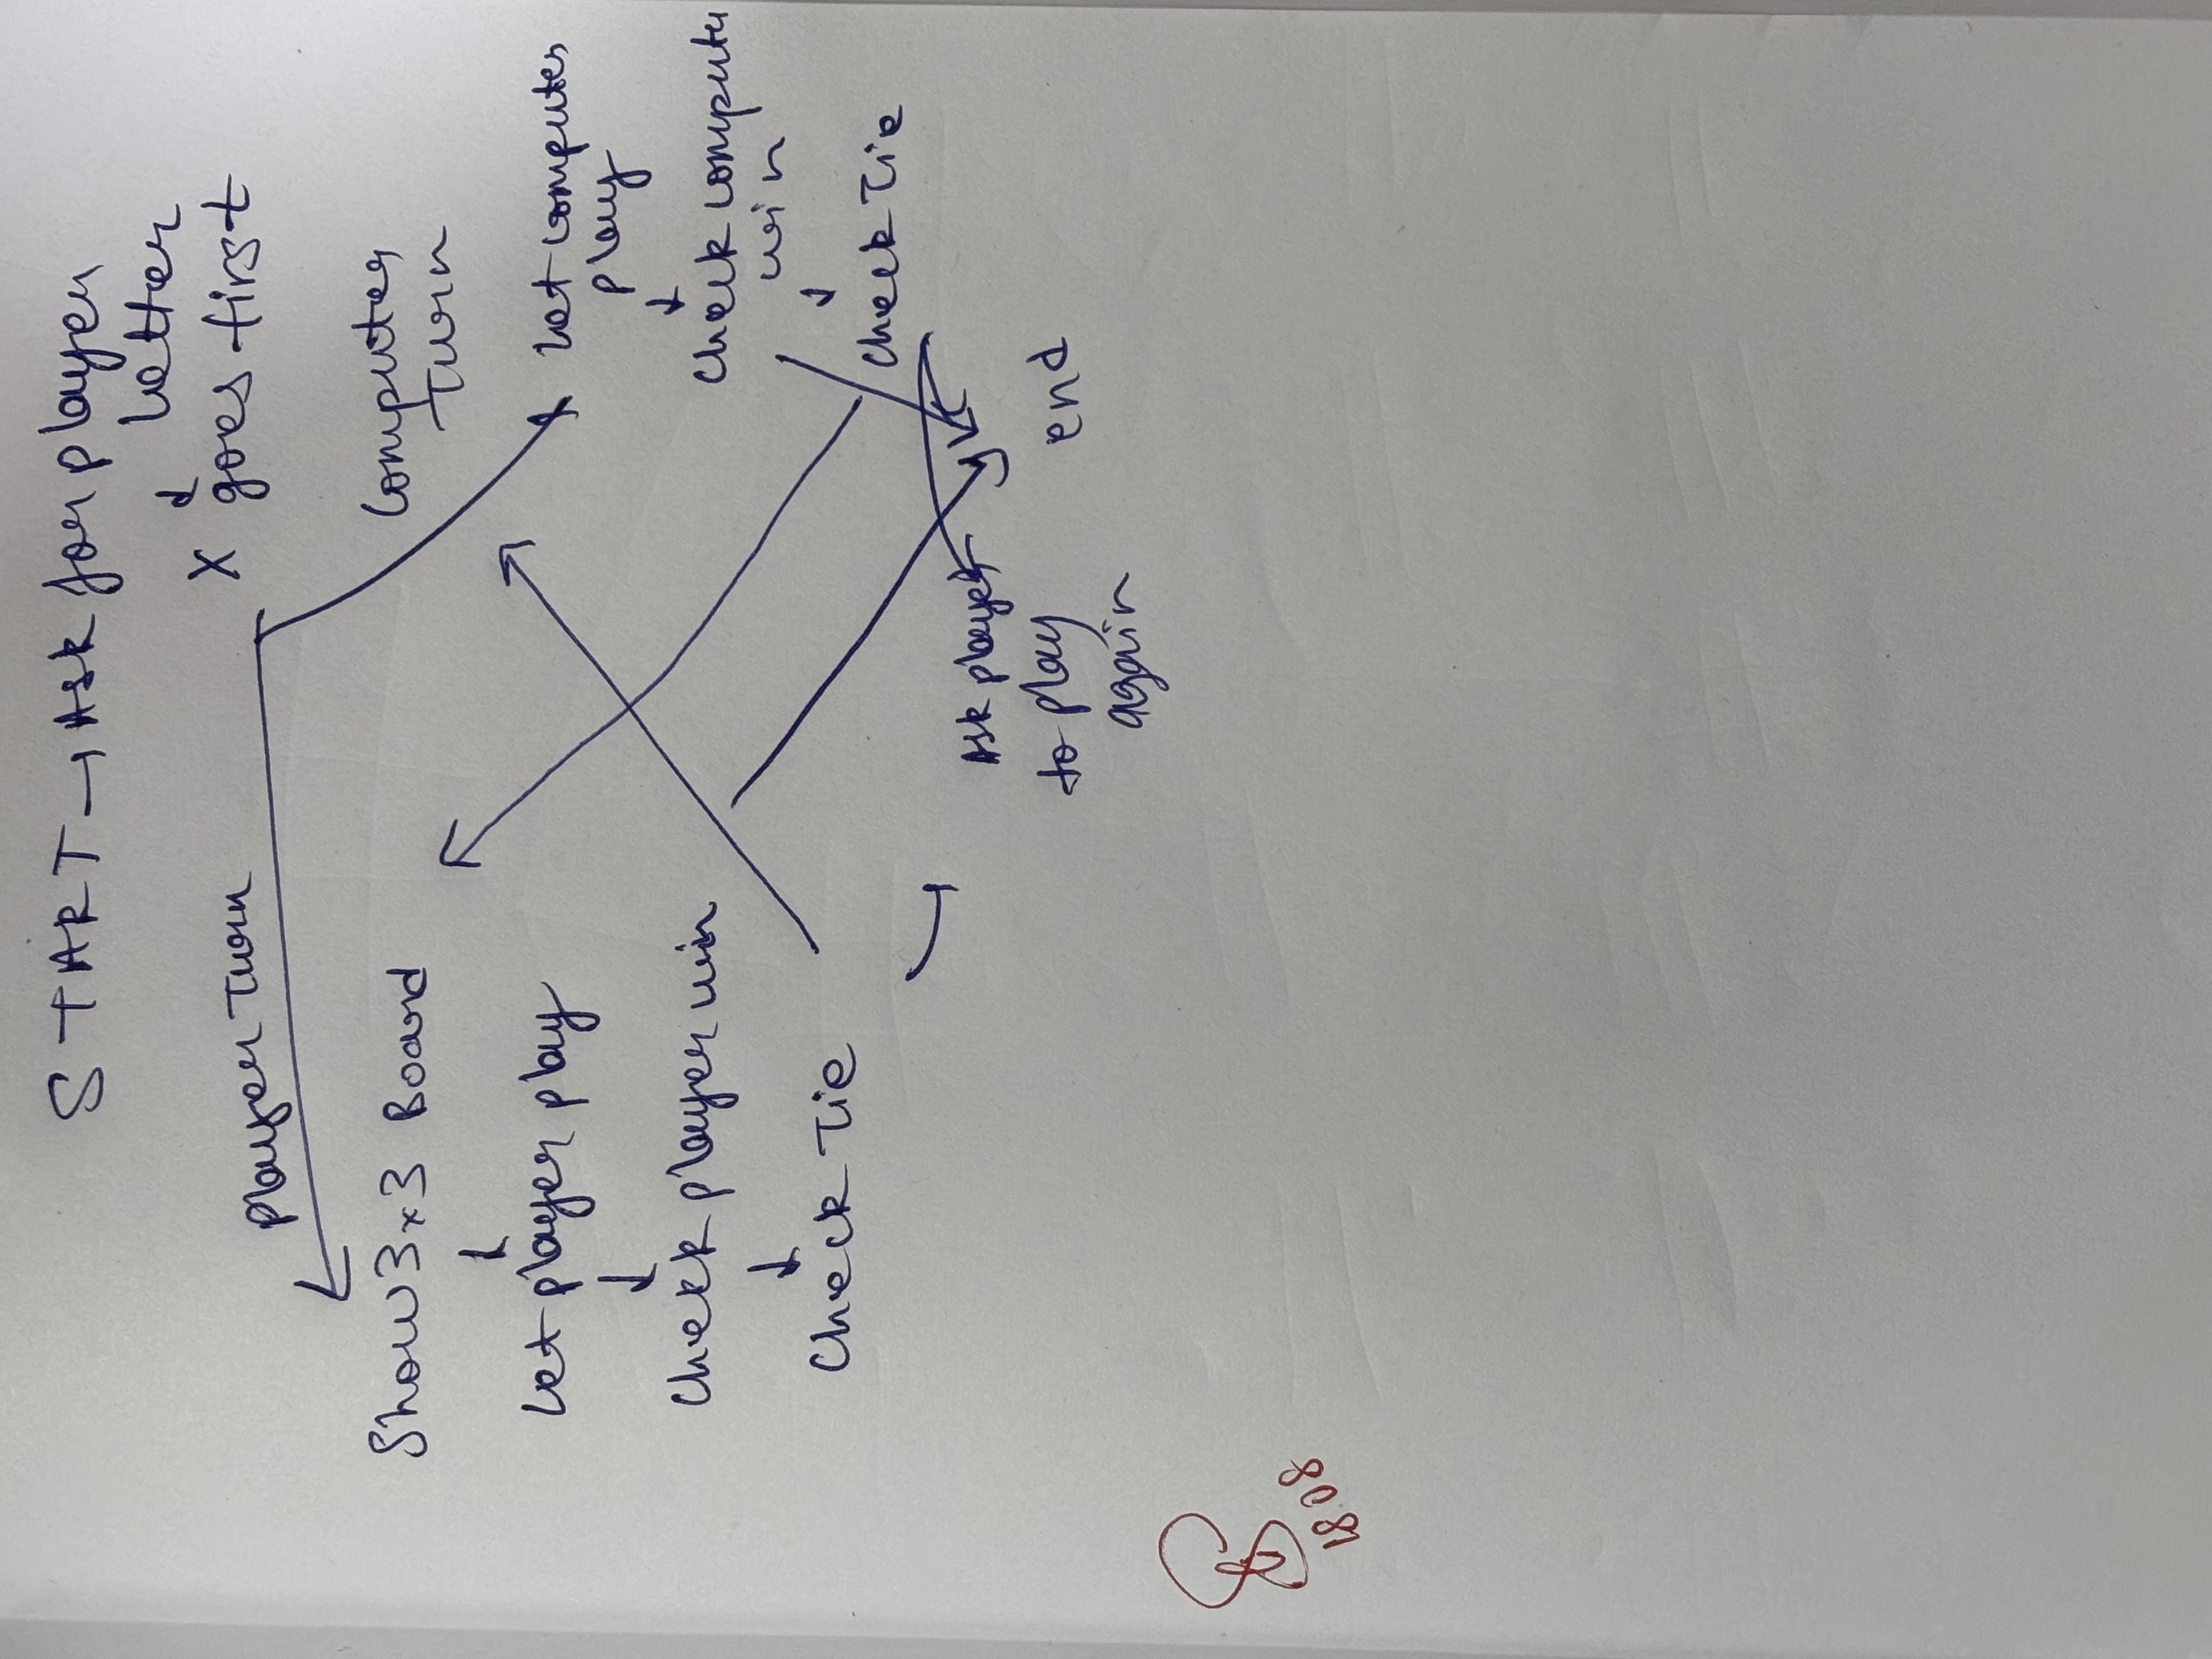 START → Ask for player
letter
X goes first
Player Turn
Computer
Turn
Show 3x3 Board
Let player play
Let computer
play
Check player win
Check computer
win
Check Tie
Check Tie
Ask player
to play
again
end
18.08